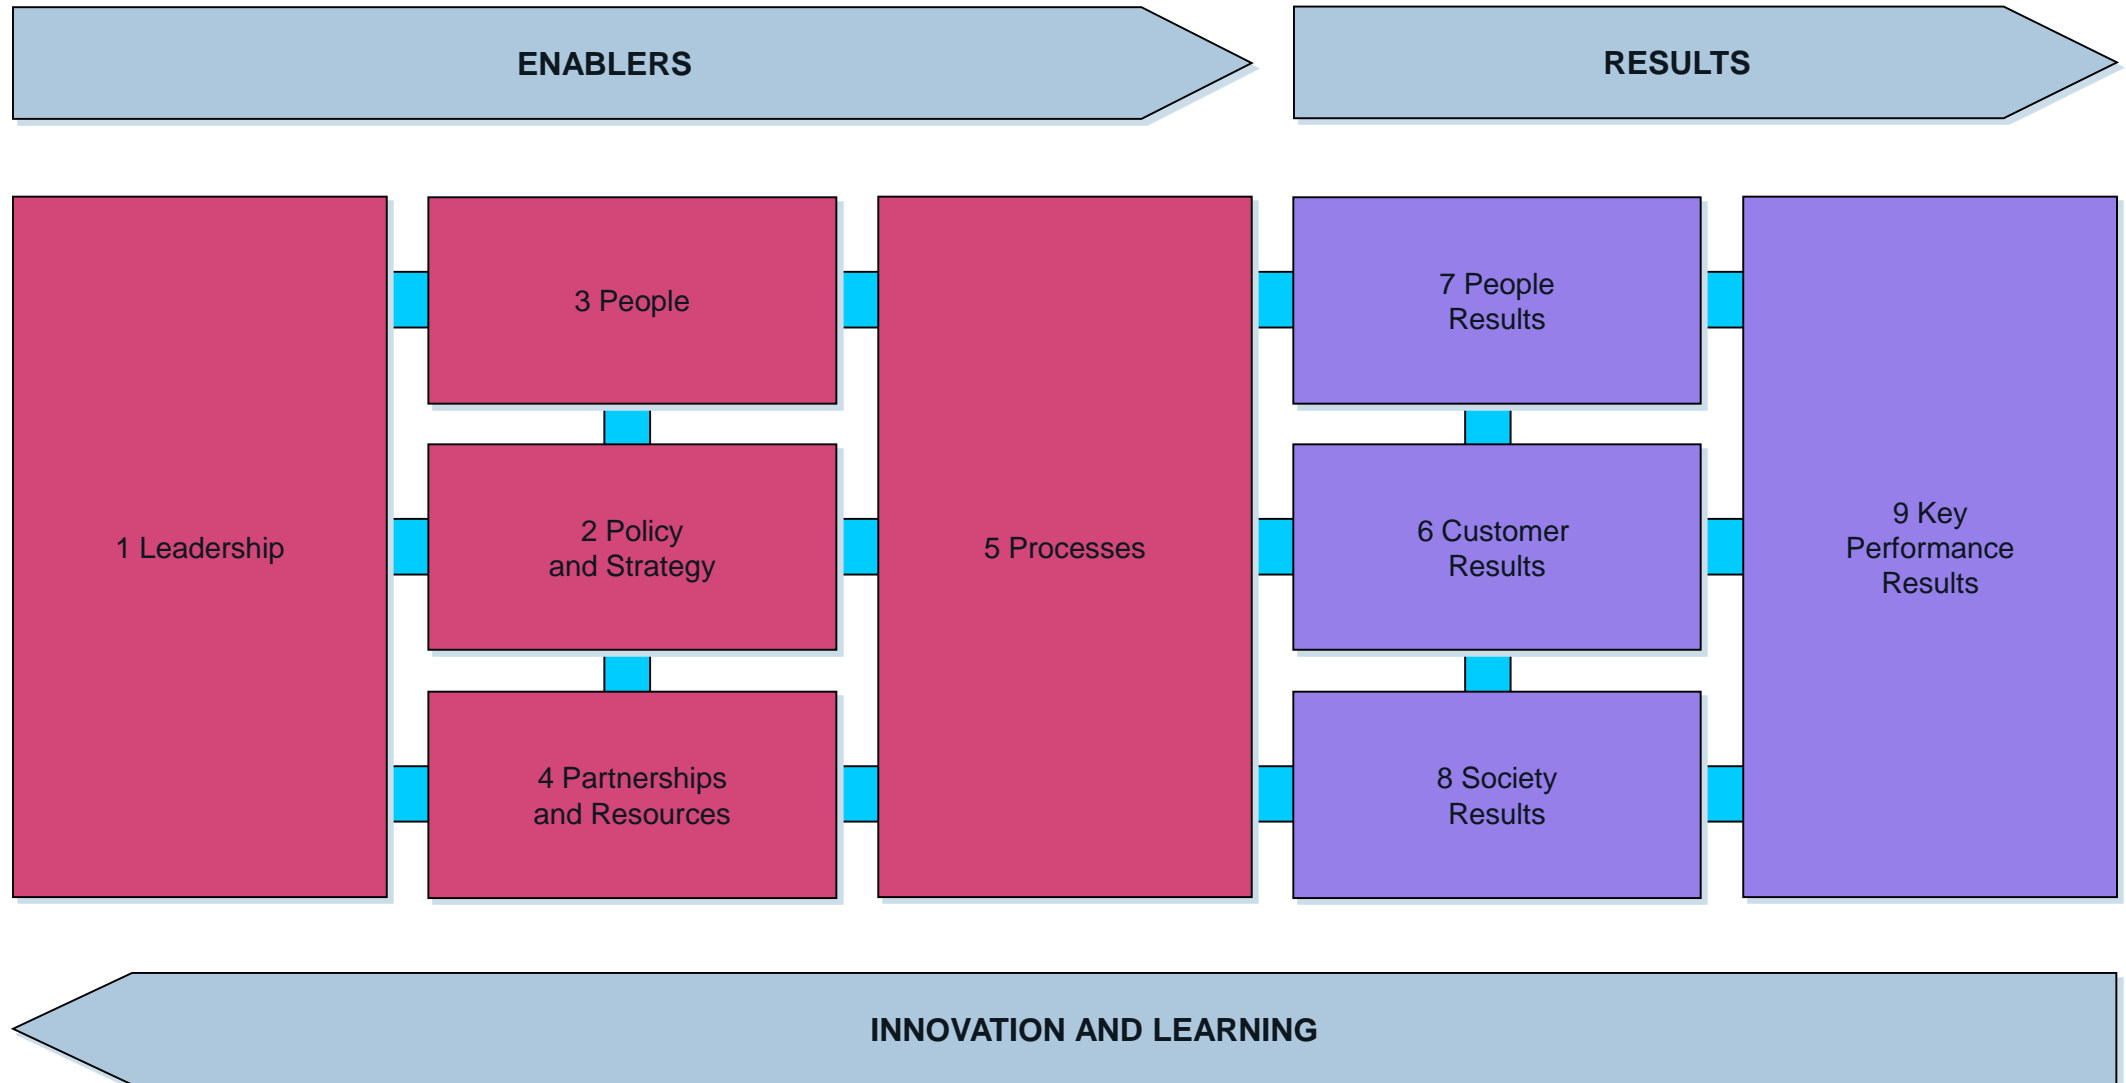 ENABLERS
RESULTS
1 Leadership
3 People
2 Policy
and Strategy
4 Partnerships
and Resources
5 Processes
7 People
Results
6 Customer
Results
8 Society
Results
9 Key
Performance
Results
INNOVATION AND LEARNING